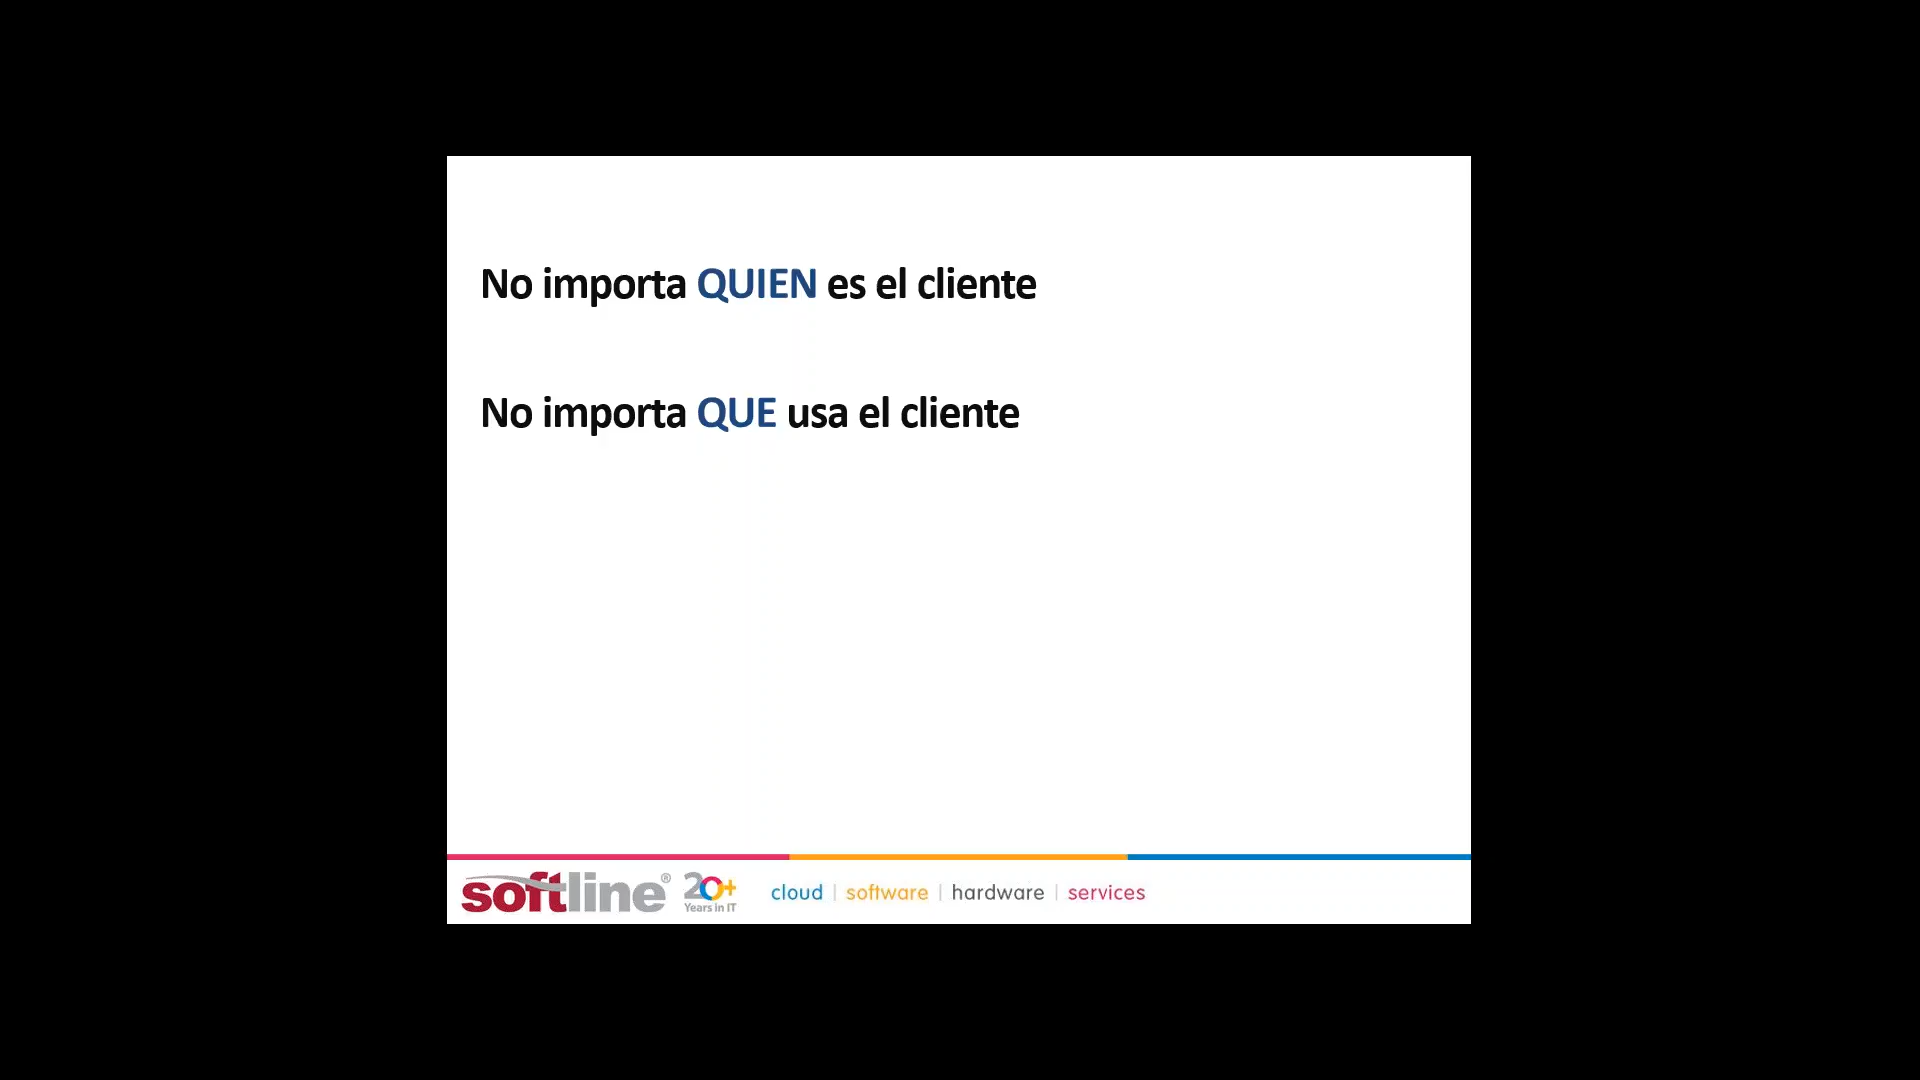 No importa QUIEN es el cliente
No importa QUE usa el cliente
softline® 20+ Years in IT cloud | software | hardware | services